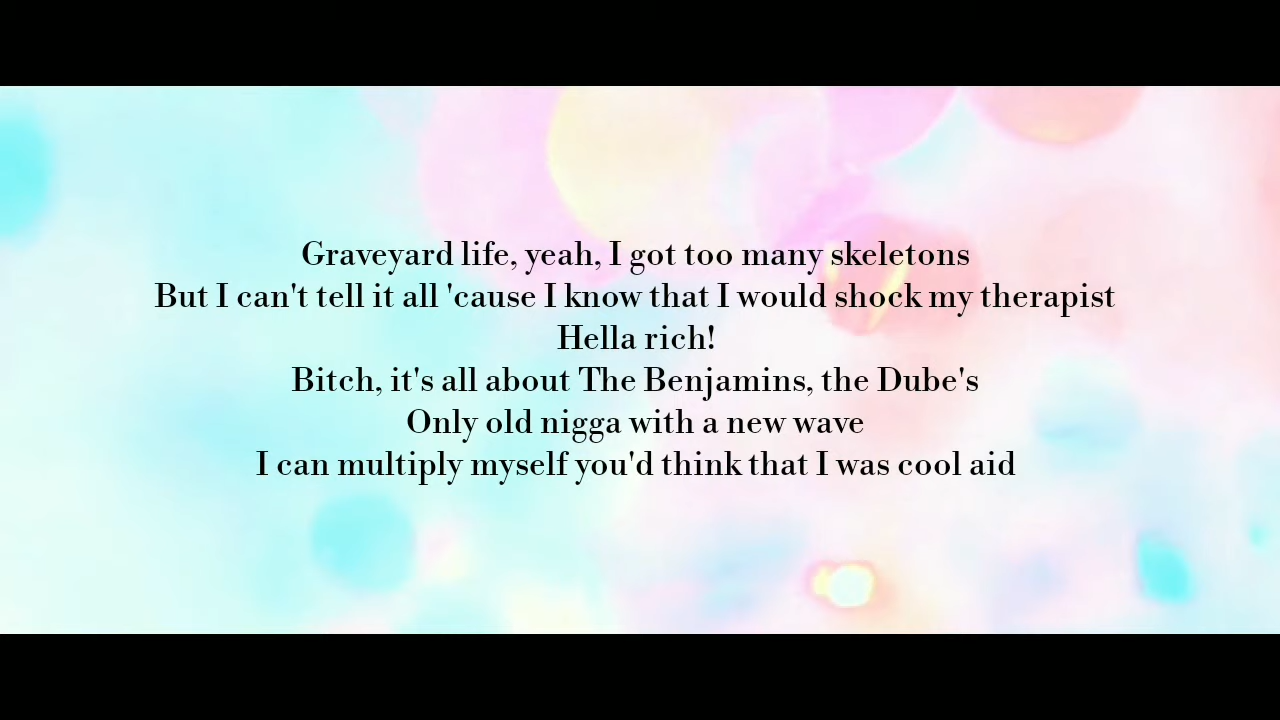 Graveyard life, yeah, I got too many skeletons
But I can't tell it all 'cause I know that I would shock my therapist
Hella rich!
Bitch, it's all about The Benjamins, the Dube's
Only old nigga with a new wave
I can multiply myself you'd think that I was cool aid